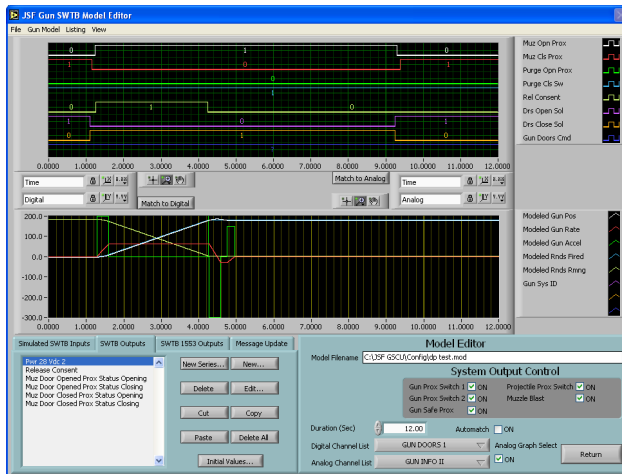 JSF Gun SWTB Model Editor
File Gun Model Listing View
0 1 0
1 0 1
0
1
0 1 0
1 0 1
0 1 0
0.0000 1.0000 2.0000 3.0000 4.0000 5.0000 6.0000 7.0000 8.0000 9.0000 10.0000 11.0000 12.0000
Muz Opn Prox
Muz Cls Prox
Purge Opn Prox
Purge Cls Sw
Rel Consent
Drs Open Sol
Drs Close Sol
Gun Doors Cmd
Time
Digital
Match to Digital
Match to Analog
Time
Analog
200.0
100.0
0.0
-100.0
-200.0
-300.0
0.0000 1.0000 2.0000 3.0000 4.0000 5.0000 6.0000 7.0000 8.0000 9.0000 10.0000 11.0000 12.0000
Modeled Gun Pos
Modeled Gun Rate
Modeled Gun Accel
Modeled Rnds Fired
Modeled Rnds Rmng
Gun Sys ID
Simulated SWTB Inputs SWTB Outputs SWTB 1553 Outputs Message Update
Pwr 28 Vdc 2
Release Consent
Muz Door Opened Prox Status Opening
Muz Door Opened Prox Status Closing
Muz Door Closed Prox Status Opening
Muz Door Closed Prox Status Closing
New Series... New...
Delete Edit...
Cut Copy
Paste Delete All
Initial Values...
Model Editor
Model Filename C:\JSF GSCU\Config\dp test.mod
System Output Control
Gun Prox Switch 1 ON Projectile Prox Switch ON
Gun Prox Switch 2 ON Muzzle Blast ON
Gun Safe Prox ON
Duration (Sec) 12.00 Automatch ON
Digital Channel List GUN DOORS 1 Analog Graph Select
Analog Channel List GUN INFO II ON Return